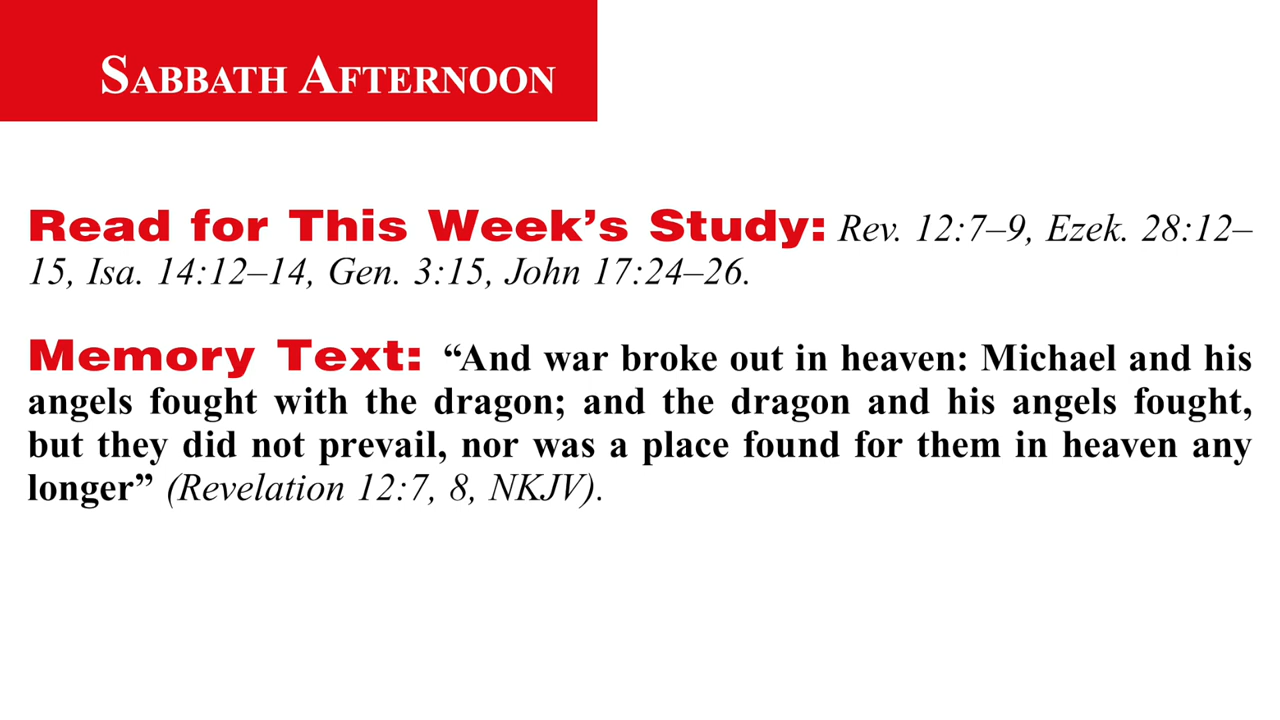 SABBATH AFTERNOON
Read for This Week’s Study: Rev. 12:7–9, Ezek. 28:12–
15, Isa. 14:12–14, Gen. 3:15, John 17:24–26.
Memory Text: “And war broke out in heaven: Michael and his
angels fought with the dragon; and the dragon and his angels fought,
but they did not prevail, nor was a place found for them in heaven any
longer” (Revelation 12:7, 8, NKJV).